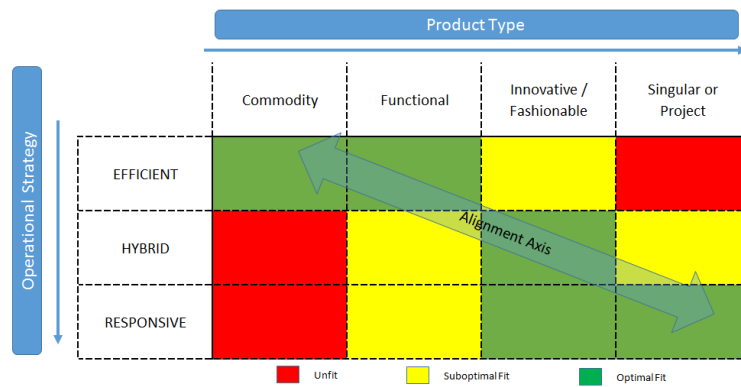 Product Type
Operational Strategy
Commodity
Functional
Innovative /
Fashionable
Singular or
Project
EFFICIENT
HYBRID
RESPONSIVE
Alignment Axis
Unfit
Suboptimal Fit
Optimal Fit